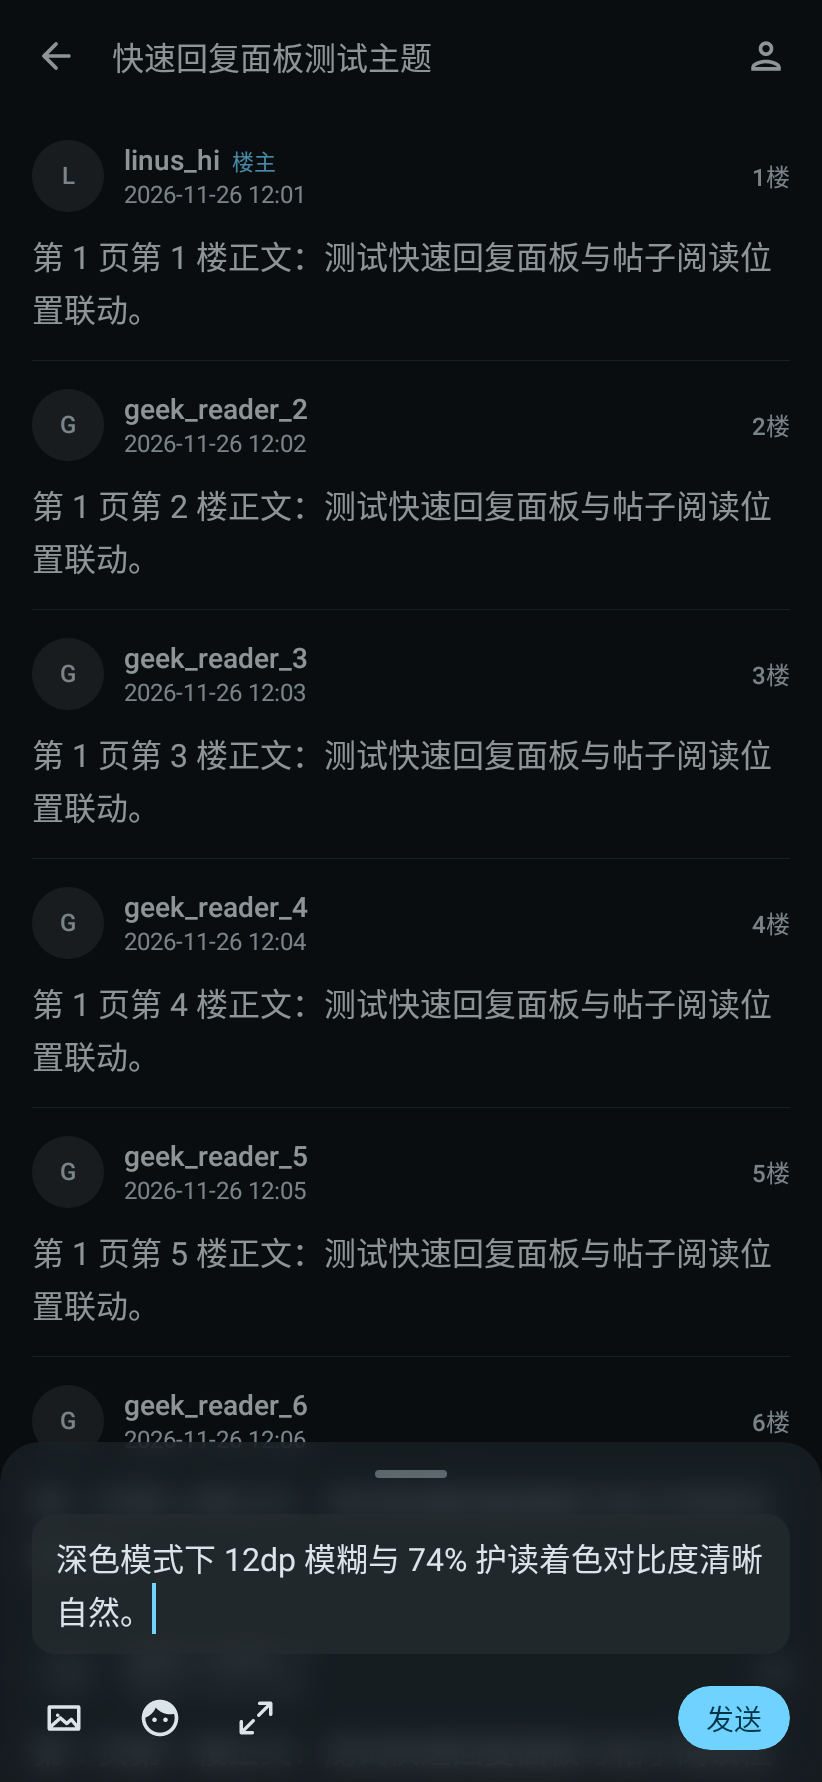 快速回复面板测试主题
L
linus_hi 楼主
1楼
2026-11-26 12:01
第 1 页第 1 楼正文：测试快速回复面板与帖子阅读位
置联动。
G
geek_reader_2
2楼
2026-11-26 12:02
第 1 页第 2 楼正文：测试快速回复面板与帖子阅读位
置联动。
G
geek_reader_3
3楼
2026-11-26 12:03
第 1 页第 3 楼正文：测试快速回复面板与帖子阅读位
置联动。
G
geek_reader_4
4楼
2026-11-26 12:04
第 1 页第 4 楼正文：测试快速回复面板与帖子阅读位
置联动。
G
geek_reader_5
5楼
2026-11-26 12:05
第 1 页第 5 楼正文：测试快速回复面板与帖子阅读位
置联动。
G
geek_reader_6
6楼
2026-11-26 12:06
深色模式下 12dp 模糊与 74% 护读着色对比度清晰
自然。
发送